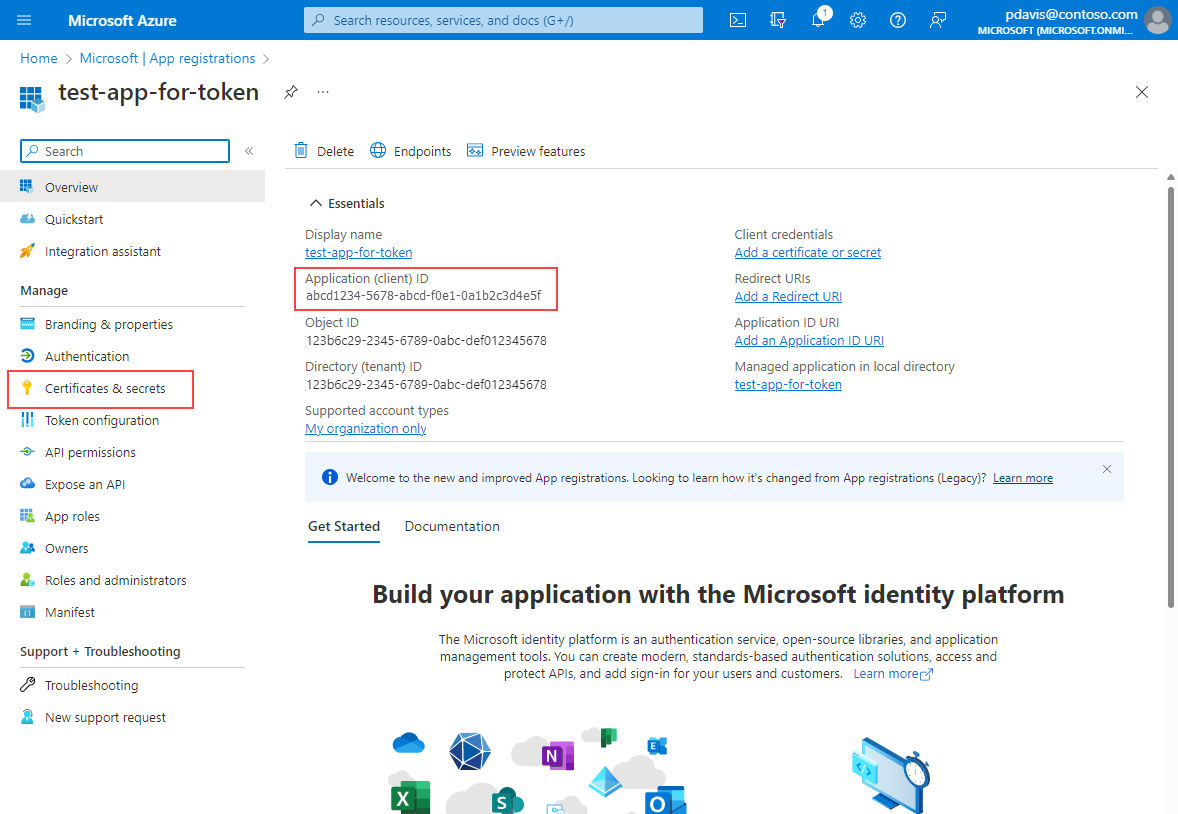 Microsoft Azure
Search resources, services, and docs (G+/)
1
pdavis@contoso.com
MICROSOFT (MICROSOFT.ONMI...
Home > Microsoft | App registrations >
test-app-for-token
...
Search
«
Delete
Endpoints
Preview features
Overview
Quickstart
Integration assistant
Manage
Branding & properties
Authentication
Certificates & secrets
Token configuration
API permissions
Expose an API
App roles
Owners
Roles and administrators
Manifest
Support + Troubleshooting
Troubleshooting
New support request
Essentials
Display name
test-app-for-token
Application (client) ID
abcd1234-5678-abcd-f0e1-0a1b2c3d4e5f
Object ID
123b6c29-2345-6789-0abc-def012345678
Directory (tenant) ID
123b6c29-2345-6789-0abc-def012345678
Supported account types
My organization only
Client credentials
Add a certificate or secret
Redirect URIs
Add a Redirect URI
Application ID URI
Add an Application ID URI
Managed application in local directory
test-app-for-token
Welcome to the new and improved App registrations. Looking to learn how it's changed from App registrations (Legacy)? Learn more
Get Started
Documentation
Build your application with the Microsoft identity platform
The Microsoft identity platform is an authentication service, open-source libraries, and application
management tools. You can create modern, standards-based authentication solutions, access and
protect APIs, and add sign-in for your users and customers. Learn more
N
E
X
S
O